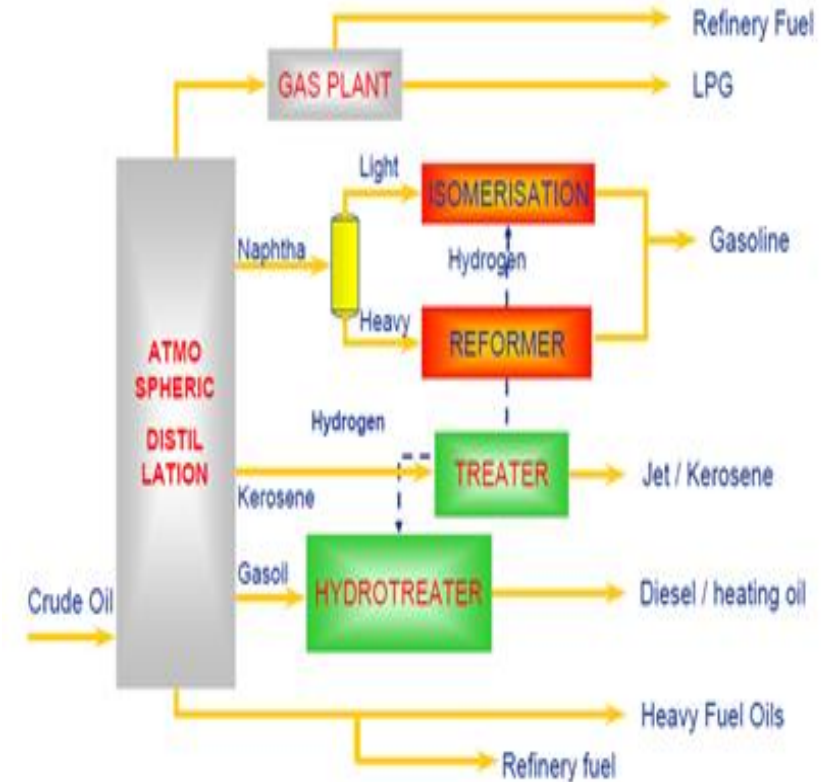 Refinery Fuel
GAS PLANT
LPG
Light
ISOMERISATION
Naphtha
Hydrogen
Gasoline
Heavy
REFORMER
ATMO
SPHERIC
DISTIL
LATION
Hydrogen
TREATER
Jet / Kerosene
Kerosene
Gasoil
HYDROTREATER
Diesel / heating oil
Crude Oil
Heavy Fuel Oils
Refinery fuel